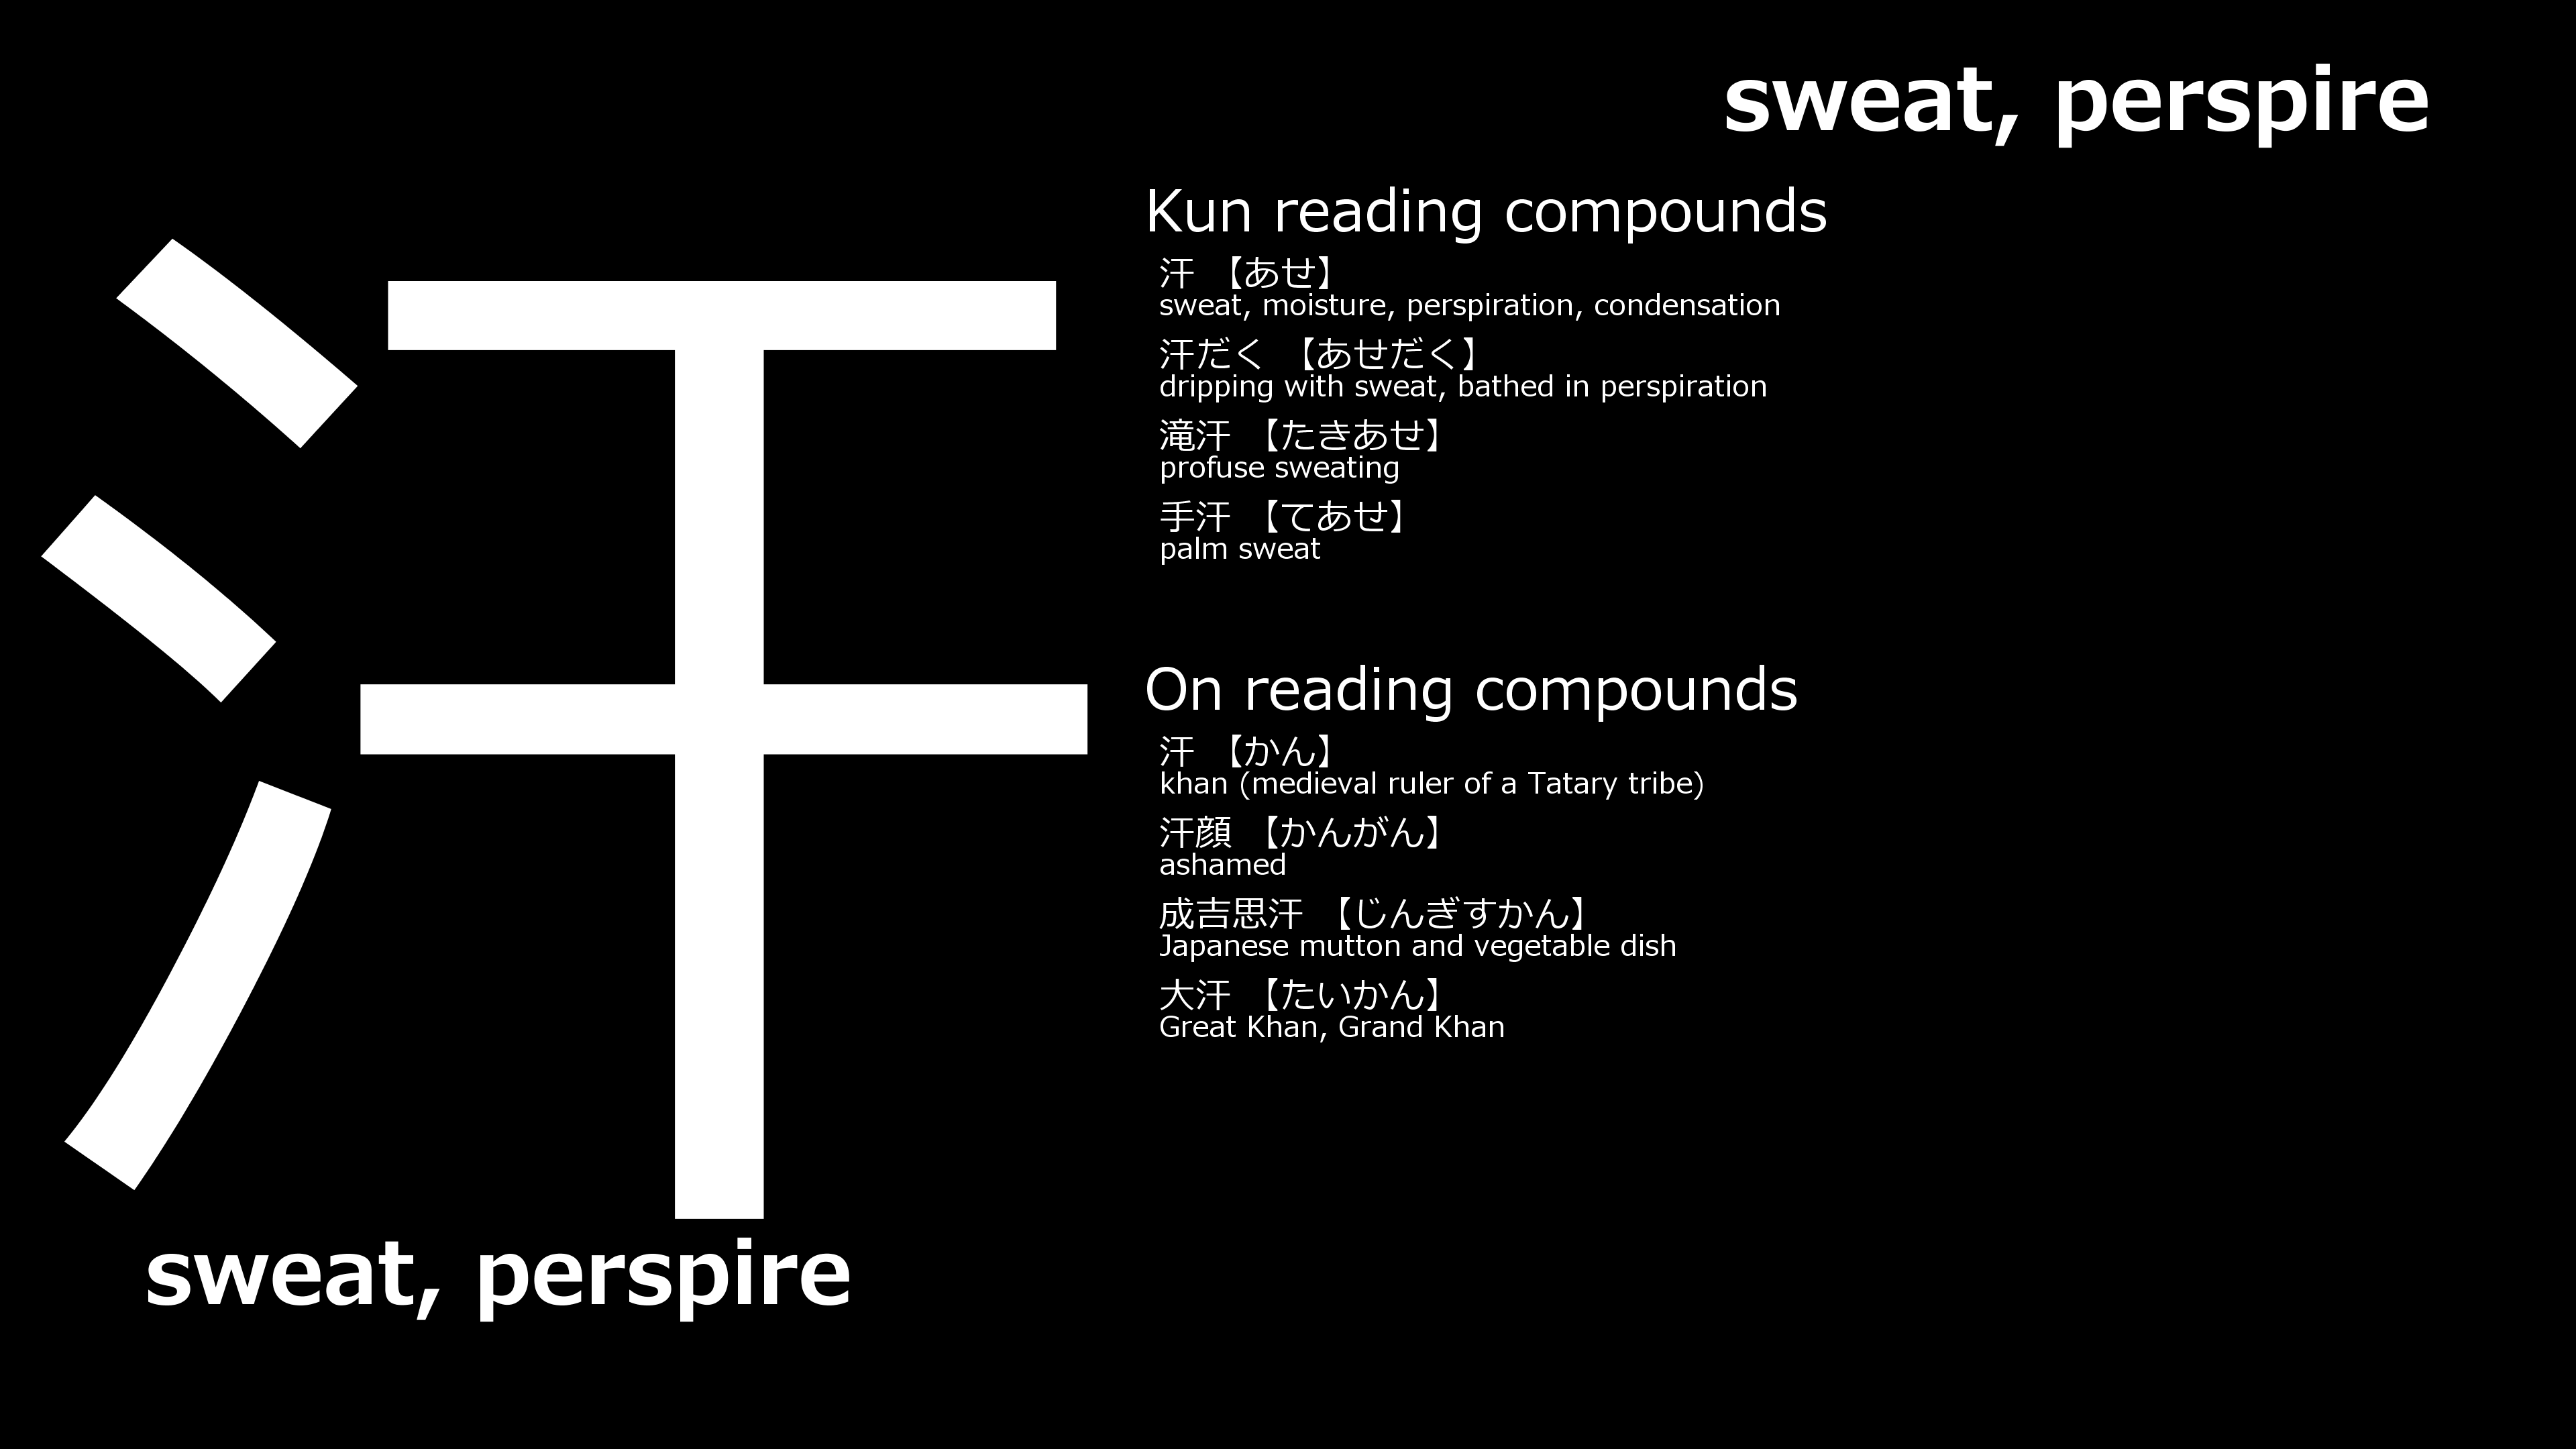 sweat, perspire
汗
sweat, perspire
Kun reading compounds
汗 【あせ】
sweat, moisture, perspiration, condensation
汗だく 【あせだく】
dripping with sweat, bathed in perspiration
滝汗 【たきあせ】
profuse sweating
手汗 【てあせ】
palm sweat
On reading compounds
汗 【かん】
khan (medieval ruler of a Tatary tribe)
汗顔 【かんがん】
ashamed
成吉思汗 【じんぎすかん】
Japanese mutton and vegetable dish
大汗 【たいかん】
Great Khan, Grand Khan